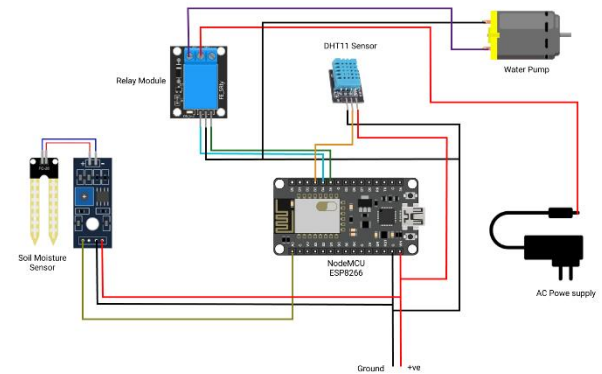 DHT11 Sensor
Water Pump
Relay Module
Soil Moisture
Sensor
NodeMCU
ESP8266
AC Powe supply
Ground
+ve